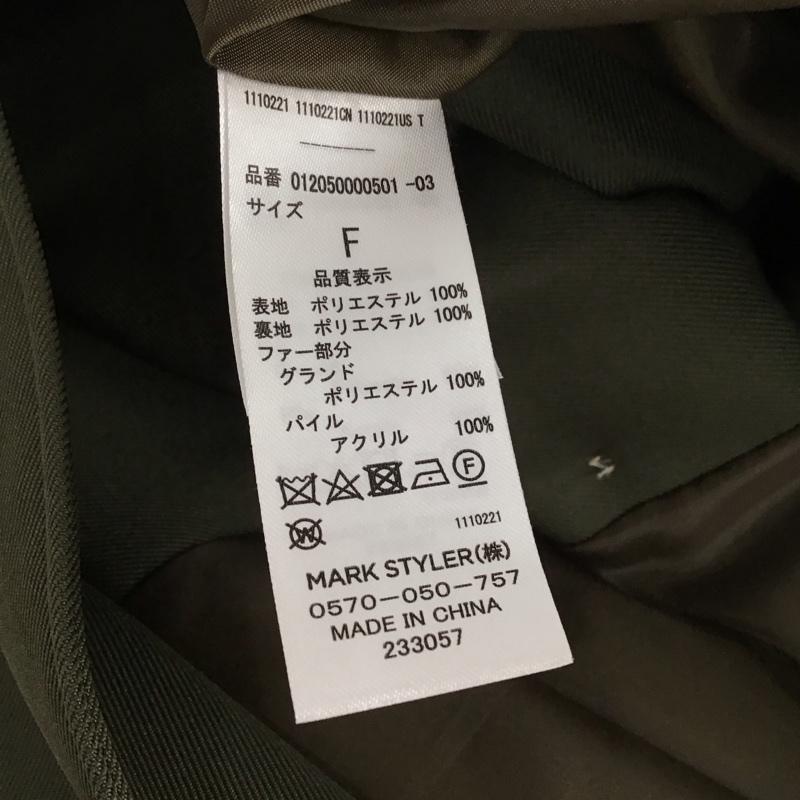 1110221 1110221CN 1110221US T
品番 012050000501 -03
サイズ
F
品質表示
表地 ポリエステル 100%
裏地 ポリエステル 100%
ファー部分
グランド
ポリエステル 100%
パイル
アクリル 100%
F
W
1110221
MARK STYLER(株)
0570-050-757
MADE IN CHINA
233057